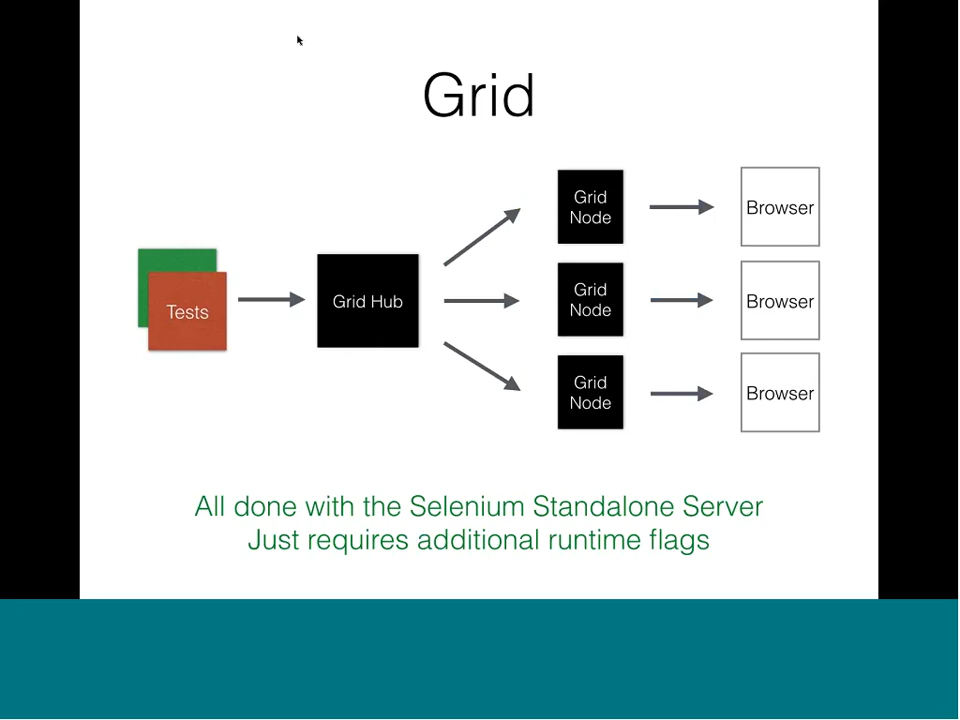 Grid
Tests
Grid Hub
Grid
Node
Browser
Grid
Node
Browser
Grid
Node
Browser
All done with the Selenium Standalone Server
Just requires additional runtime flags